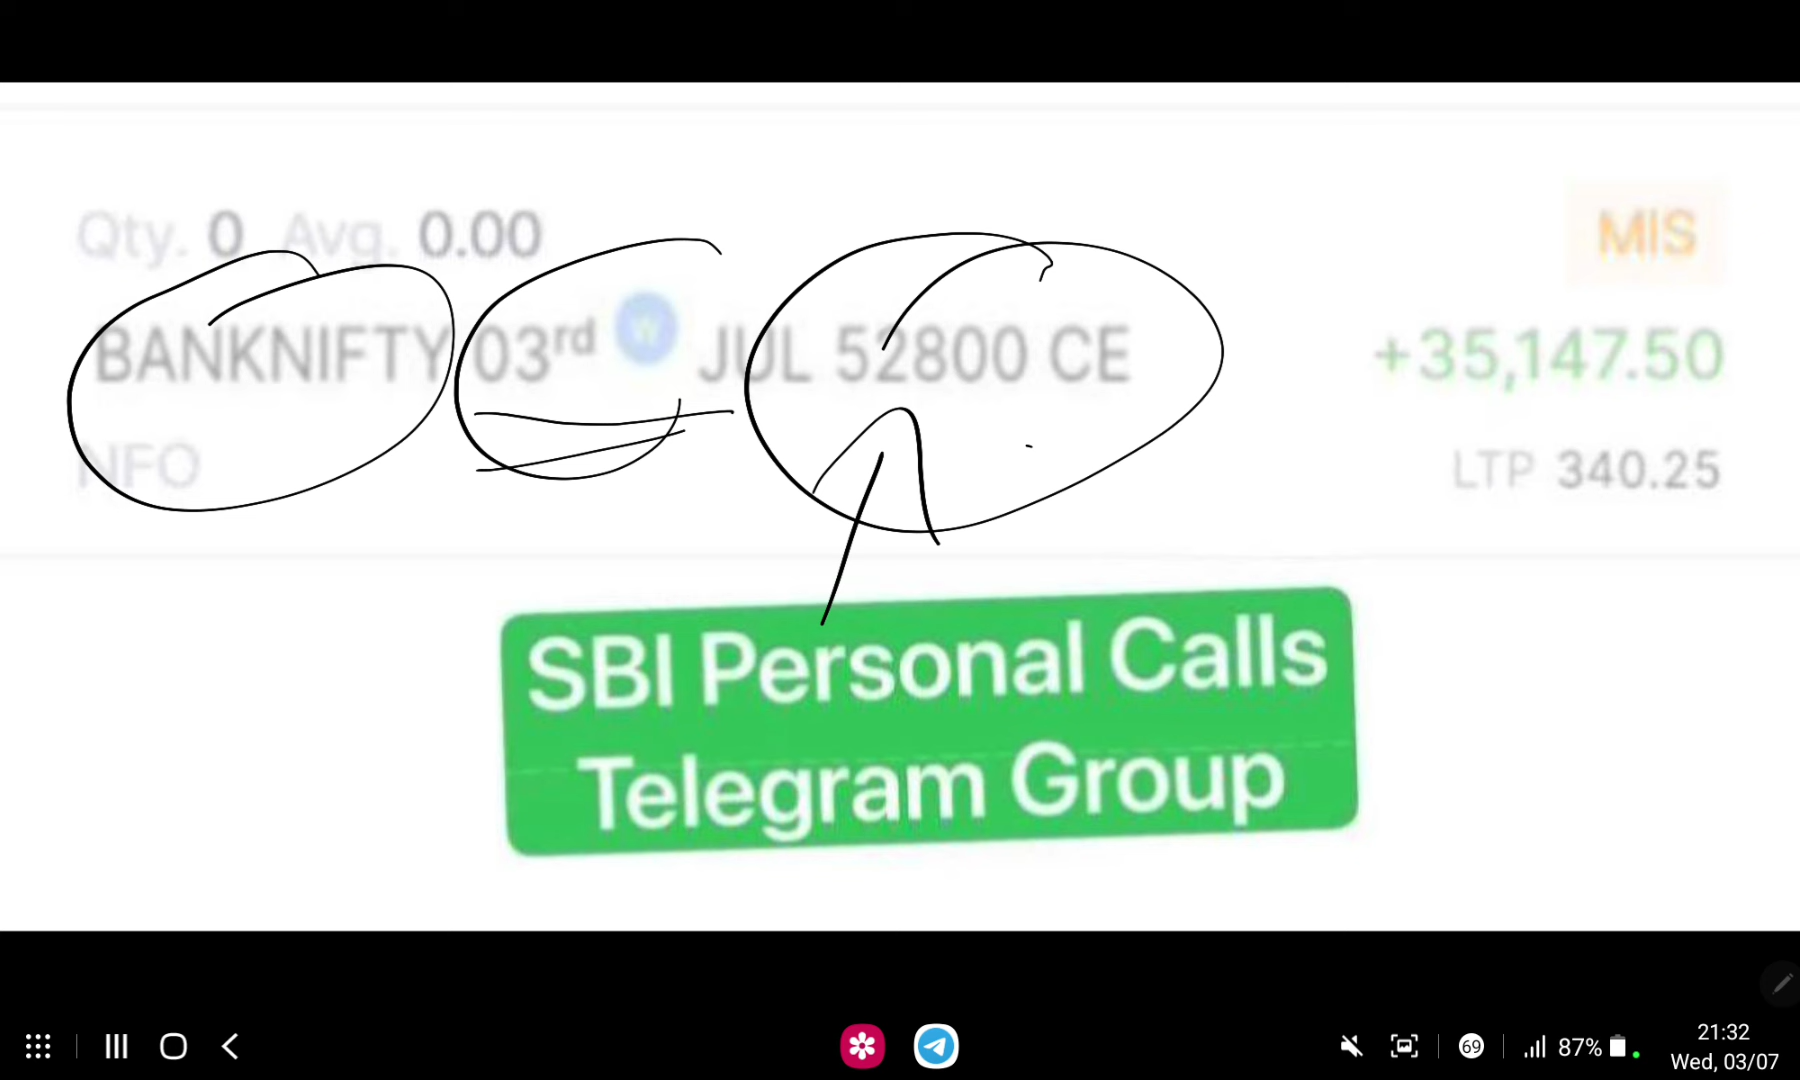 Qty. 0 Avg. 0.00
MIS
BANKNIFTY 03rd W JUL 52800 CE
+35,147.50
NFO
LTP 340.25
SBI Personal Calls
Telegram Group
69
87%
21:32
Wed, 03/07